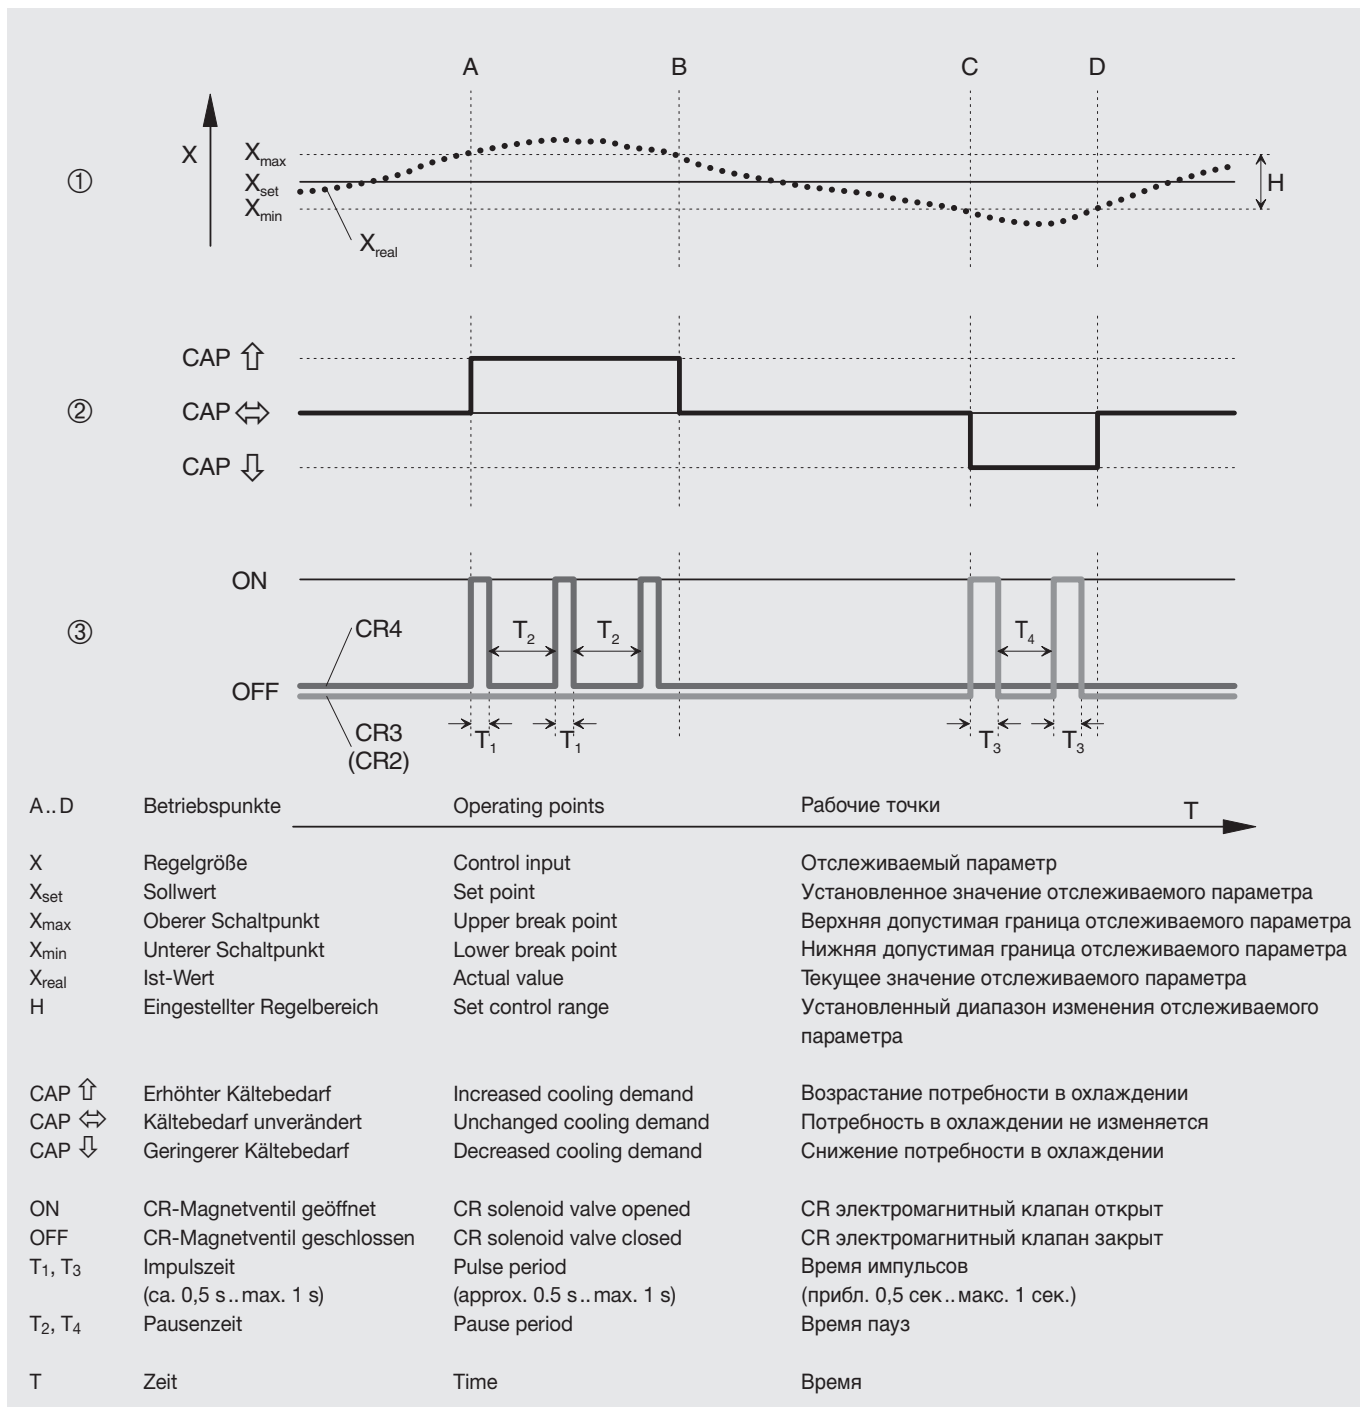 A B C D
①
X
Xmax
Xset
Xmin
Xreal
H
②
CAP ⇧
CAP ⇔
CAP ⇩
③
ON
OFF
CR4
CR3
(CR2)
T2 T2 T4
T1 T1 T3 T3
A..D Betriebspunkte Operating points Рабочие точки T
X Regelgröße Control input Отслеживаемый параметр
Xset Sollwert Set point Установленное значение отслеживаемого параметра
Xmax Oberer Schaltpunkt Upper break point Верхняя допустимая граница отслеживаемого параметра
Xmin Unterer Schaltpunkt Lower break point Нижняя допустимая граница отслеживаемого параметра
Xreal Ist-Wert Actual value Текущее значение отслеживаемого параметра
H Eingestellter Regelbereich Set control range Установленный диапазон изменения отслеживаемого
параметра
CAP ⇧ Erhöhter Kältebedarf Increased cooling demand Возрастание потребности в охлаждении
CAP ⇔ Kältebedarf unverändert Unchanged cooling demand Потребность в охлаждении не изменяется
CAP ⇩ Geringerer Kältebedarf Decreased cooling demand Снижение потребности в охлаждении
ON CR-Magnetventil geöffnet CR solenoid valve opened CR электромагнитный клапан открыт
OFF CR-Magnetventil geschlossen CR solenoid valve closed CR электромагнитный клапан закрыт
T1, T3 Impulszeit Pulse period Время импульсов
(ca. 0,5 s..max. 1 s) (approx. 0.5 s..max. 1 s) (прибл. 0,5 сек..макс. 1 сек.)
T2, T4 Pausenzeit Pause period Время пауз
T Zeit Time Время